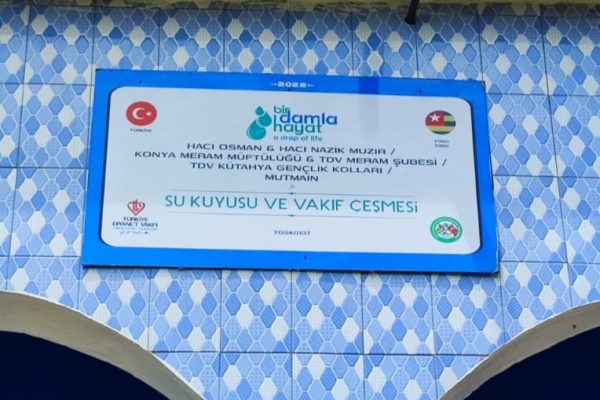 2022
bir
damla
hayat
a drop of life
TÜRKİYE
TOGO
HACI OSMAN & HACI NAZİK MUZIR /
KONYA MERAM MÜFTÜLÜĞÜ & TDV MERAM ŞUBESİ /
TDV KÜTAHYA GENÇLİK KOLLARI /
MUTMAİN
SU KUYUSU VE VAKIF ÇEŞMESİ
TÜRKİYE
DİYANET VAKFI
TGSK0107